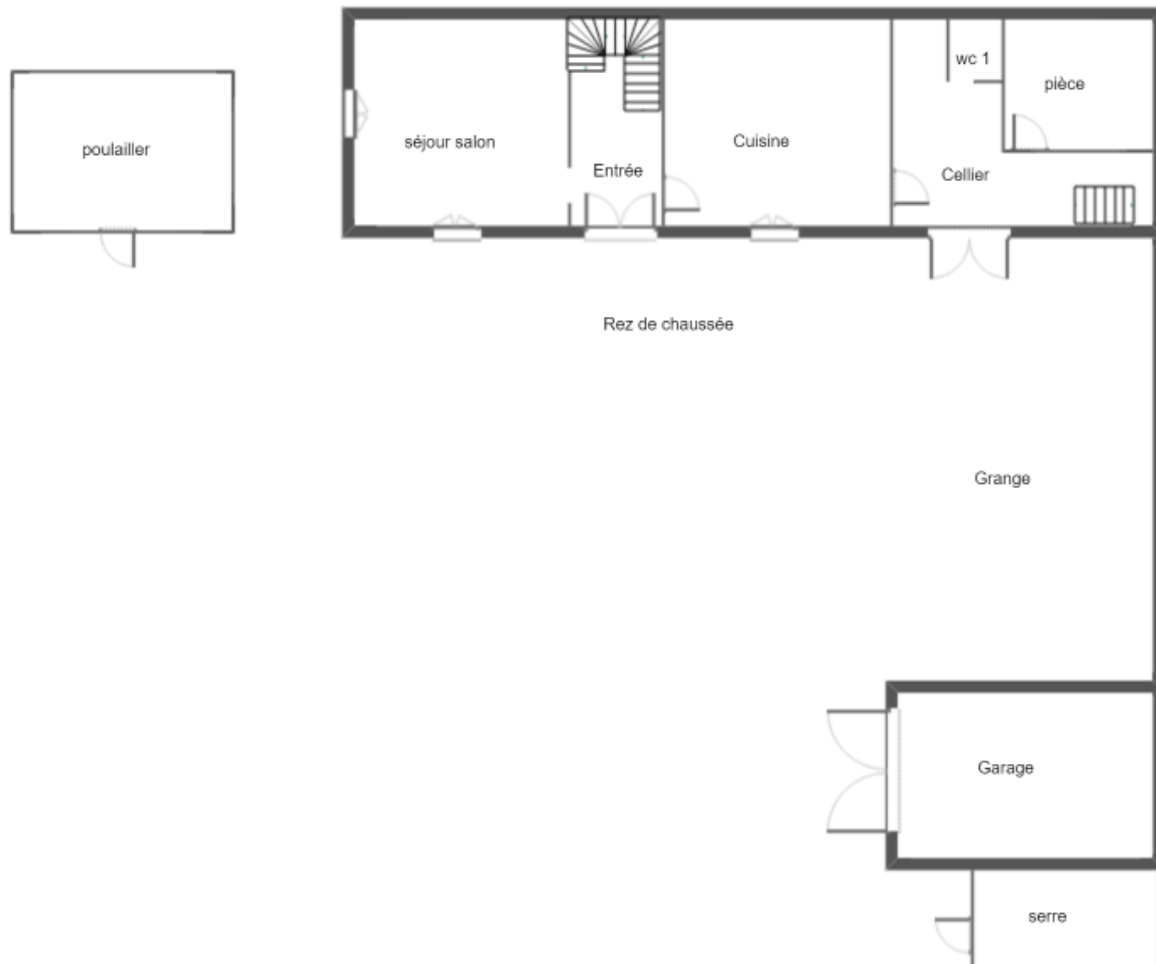 wc 1
pièce
séjour salon
Cuisine
poulailler
Entrée
Cellier
Rez de chaussée
Grange
Garage
serre